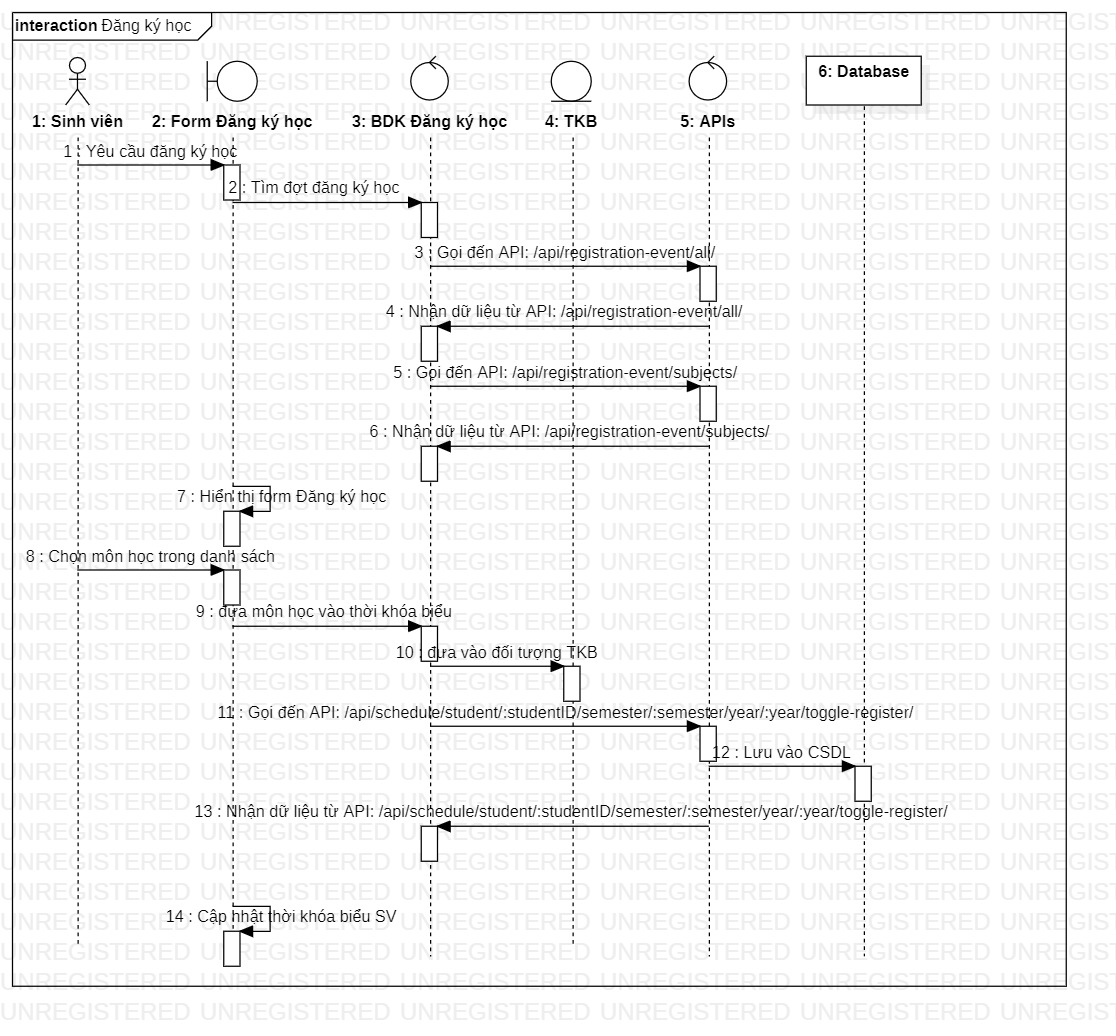 interaction Đăng ký học
1: Sinh viên
2: Form Đăng ký học
3: BDK Đăng ký học
4: TKB
5: APIs
6: Database
1 : Yêu cầu đăng ký học
2 : Tìm đợt đăng ký học
3 : Gọi đến API: /api/registration-event/all/
4 : Nhận dữ liệu từ API: /api/registration-event/all/
5 : Gọi đến API: /api/registration-event/subjects/
6 : Nhận dữ liệu từ API: /api/registration-event/subjects/
7 : Hiển thị form Đăng ký học
8 : Chọn môn học trong danh sách
9 : đưa môn học vào thời khóa biểu
10 : đưa vào đối tượng TKB
11 : Gọi đến API: /api/schedule/student/:studentID/semester/:semester/year/:year/toggle-register/
12 : Lưu vào CSDL
13 : Nhận dữ liệu từ API: /api/schedule/student/:studentID/semester/:semester/year/:year/toggle-register/
14 : Cập nhật thời khóa biểu SV
UNREGISTERED